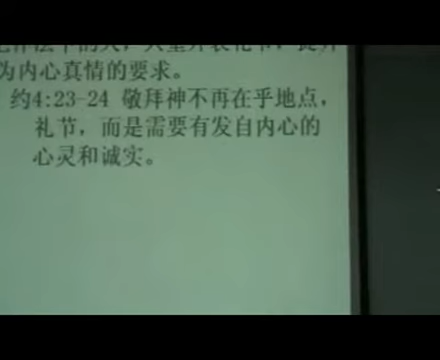 为内心真情的要求。
约4:23-24 敬拜神不再在乎地点，
礼节，而是需要有发自内心的
心灵和诚实。